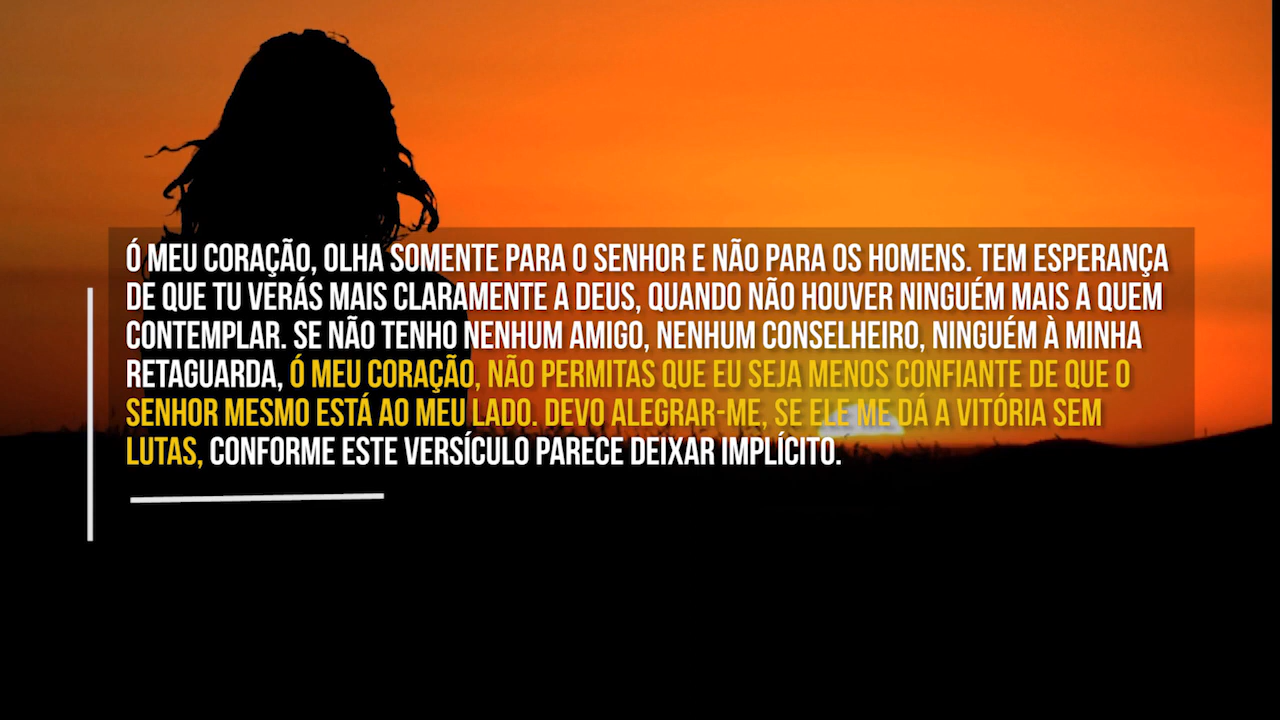 Ó MEU CORAÇÃO, OLHA SOMENTE PARA O SENHOR E NÃO PARA OS HOMENS. TEM ESPERANÇA
DE QUE TU VERÁS MAIS CLARAMENTE A DEUS, QUANDO NÃO HOUVER NINGUÉM MAIS A QUEM
CONTEMPLAR. SE NÃO TENHO NENHUM AMIGO, NENHUM CONSELHEIRO, NINGUÉM À MINHA
RETAGUARDA, Ó MEU CORAÇÃO, NÃO PERMITAS QUE EU SEJA MENOS CONFIANTE DE QUE O
SENHOR MESMO ESTÁ AO MEU LADO. DEVO ALEGRAR-ME, SE ELE ME DÁ A VITÓRIA SEM
LUTAS, CONFORME ESTE VERSÍCULO PARECE DEIXAR IMPLÍCITO.